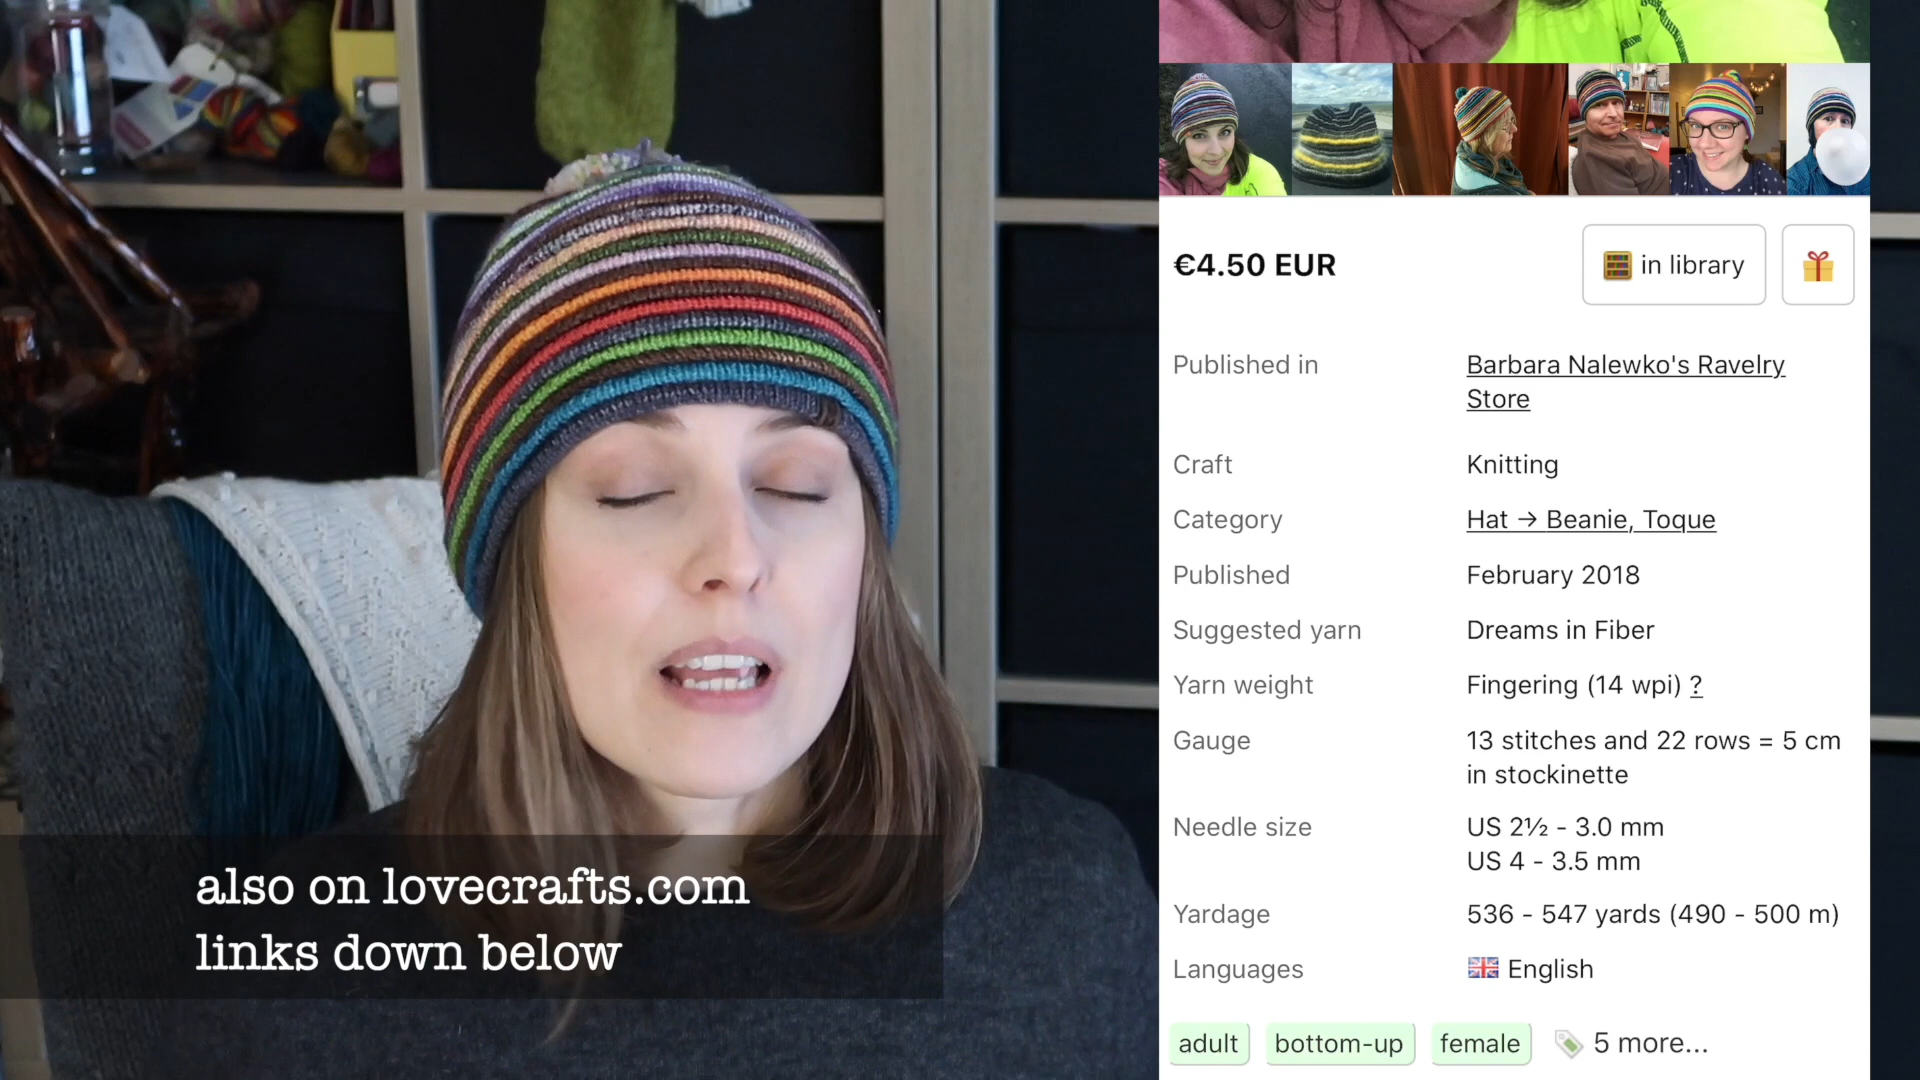 €4.50 EUR
in library
Published in
Barbara Nalewko's Ravelry
Store
Craft
Knitting
Category
Hat → Beanie, Toque
Published
February 2018
Suggested yarn
Dreams in Fiber
Yarn weight
Fingering (14 wpi) ?
Gauge
13 stitches and 22 rows = 5 cm
in stockinette
Needle size
US 2½ - 3.0 mm
US 4 - 3.5 mm
Yardage
536 - 547 yards (490 - 500 m)
Languages
English
adult
bottom-up
female
5 more...
also on lovecrafts.com
links down below